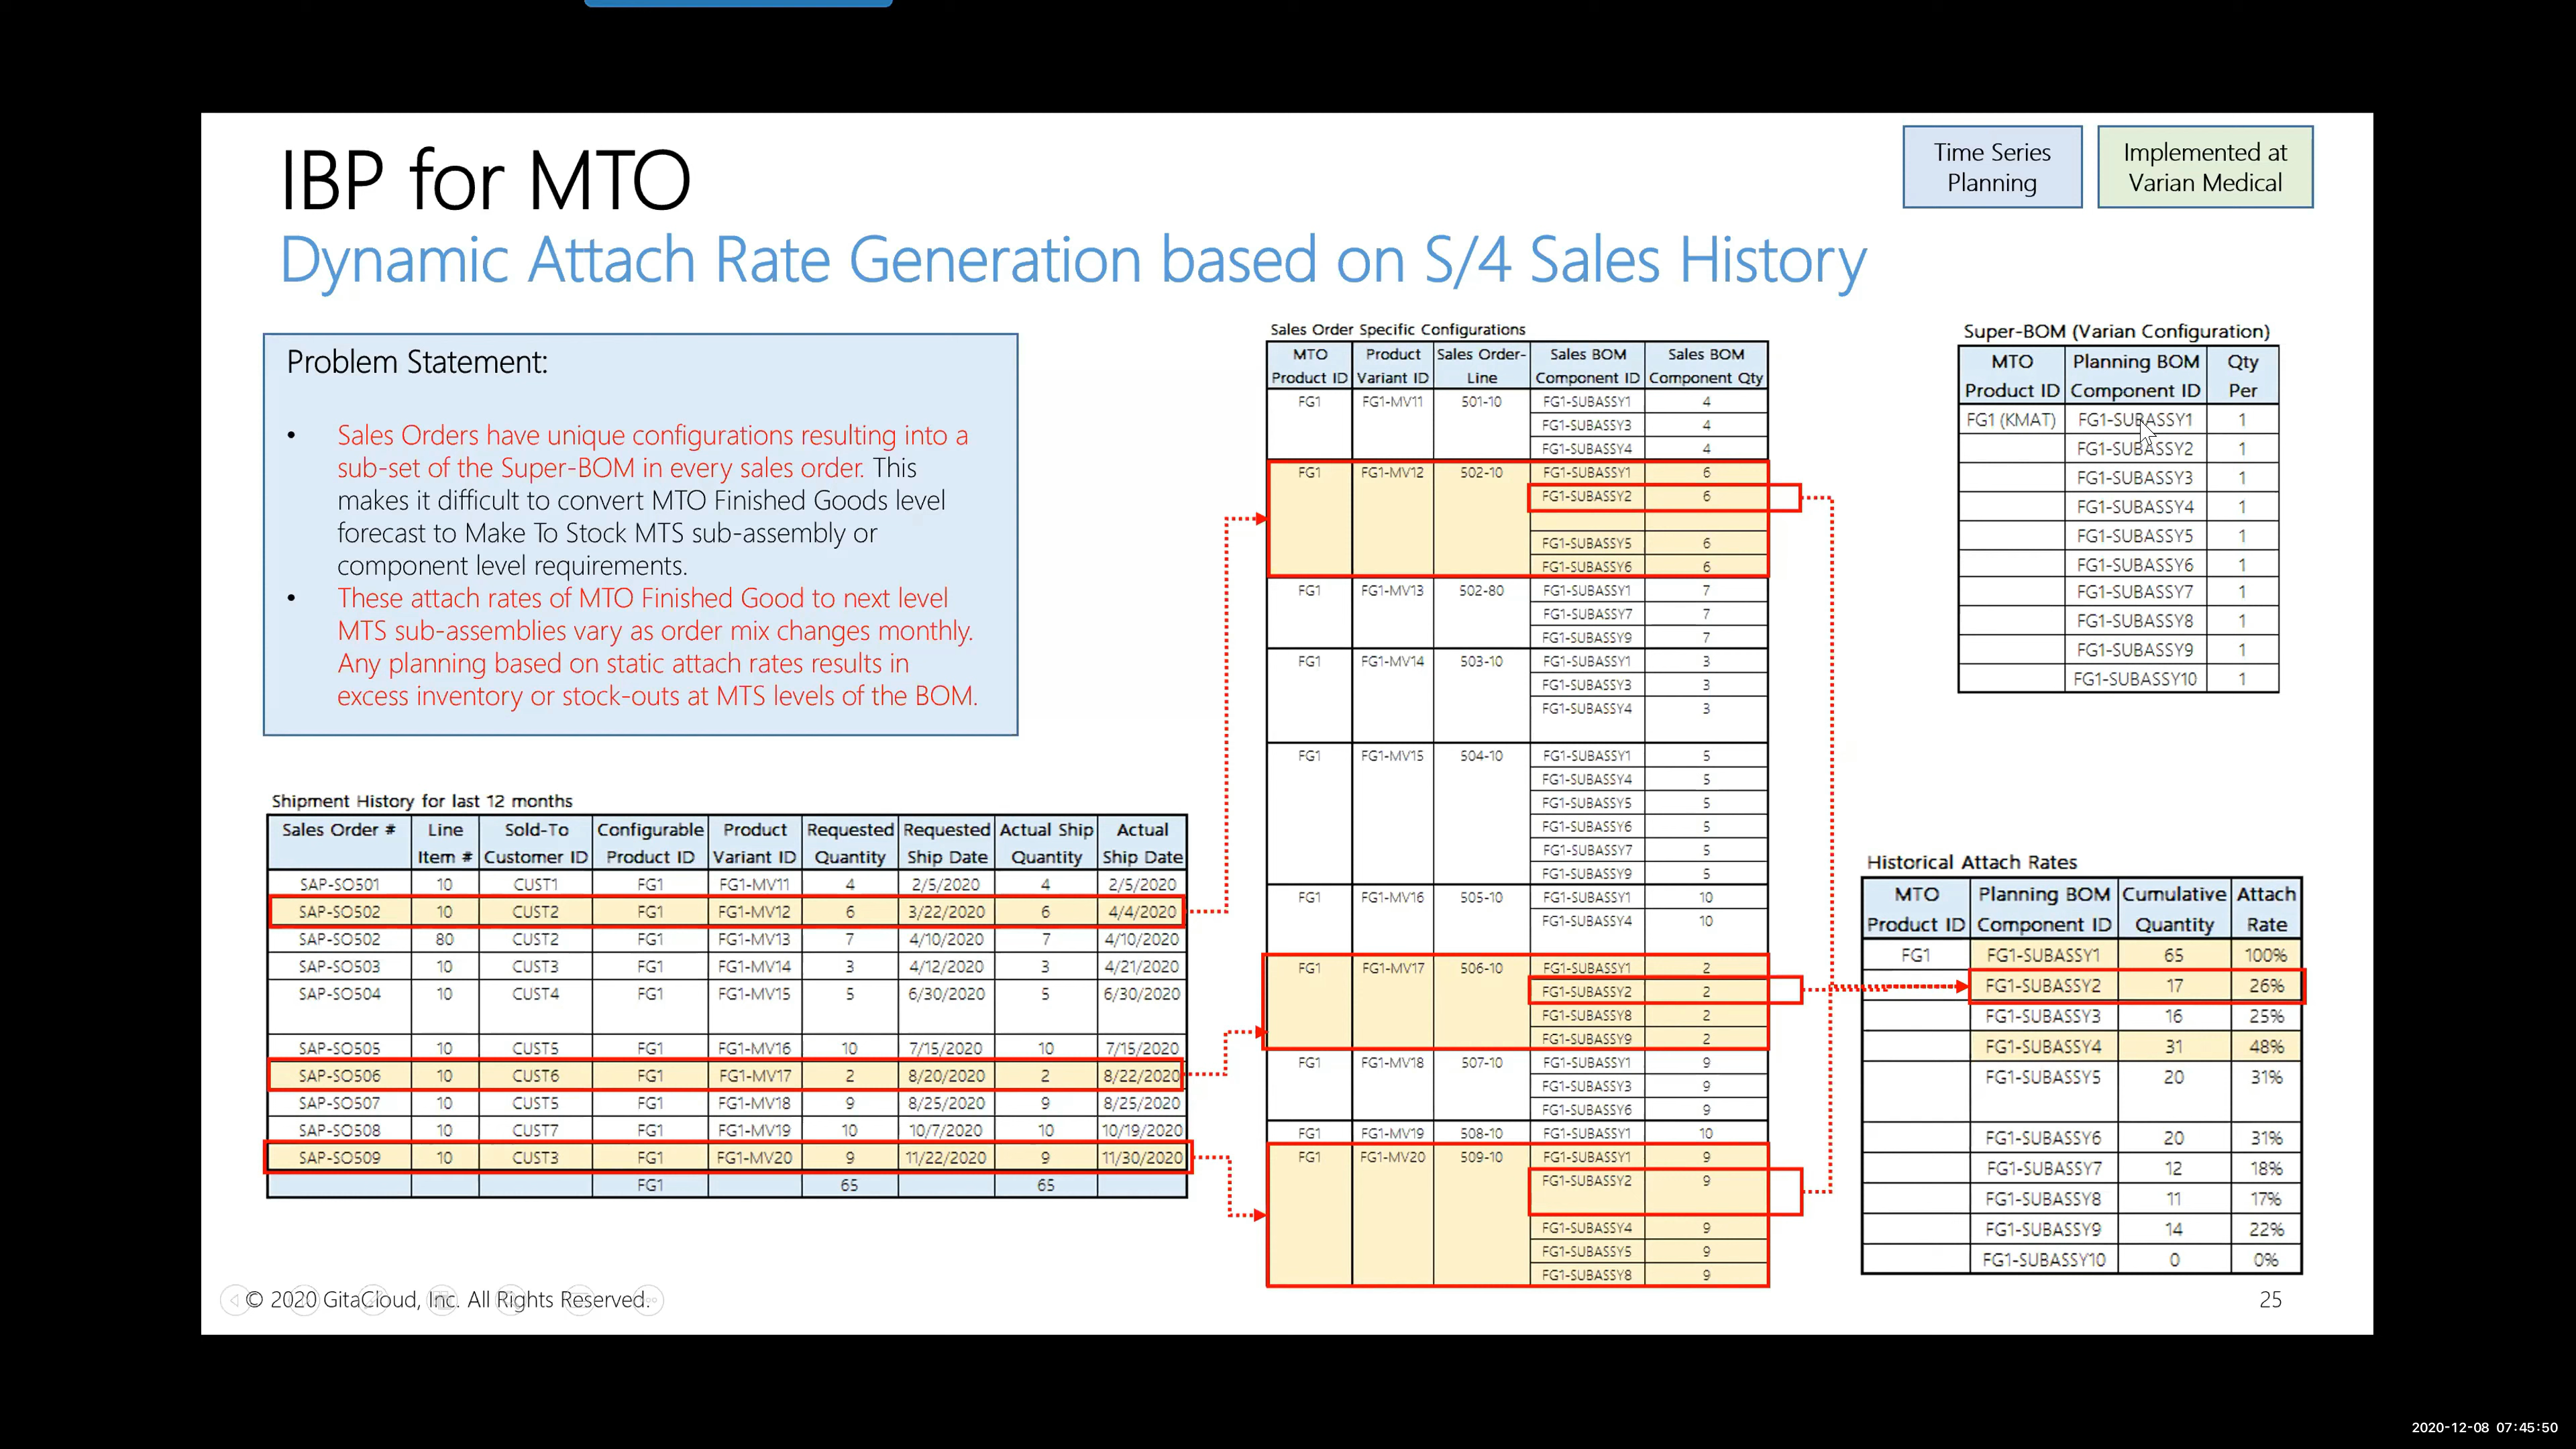 IBP for MTO
Dynamic Attach Rate Generation based on S/4 Sales History
Time Series
Planning
Implemented at
Varian Medical
Problem Statement:
• Sales Orders have unique configurations resulting into a
sub-set of the Super-BOM in every sales order. This
makes it difficult to convert MTO Finished Goods level
forecast to Make To Stock MTS sub-assembly or
component level requirements.
• These attach rates of MTO Finished Good to next level
MTS sub-assemblies vary as order mix changes monthly.
Any planning based on static attach rates results in
excess inventory or stock-outs at MTS levels of the BOM.
Shipment History for last 12 months
Sales Order # Line Item # Sold-To Customer ID Configurable Product ID Product Variant ID Requested Quantity Requested Ship Date Actual Ship Quantity Actual Ship Date
SAP-SO501 10 CUST1 FG1 FG1-MV11 4 2/5/2020 4 2/5/2020
SAP-SO502 10 CUST2 FG1 FG1-MV12 6 3/22/2020 6 4/4/2020
SAP-SO502 80 CUST2 FG1 FG1-MV13 7 4/10/2020 7 4/10/2020
SAP-SO503 10 CUST3 FG1 FG1-MV14 3 4/12/2020 3 4/21/2020
SAP-SO504 10 CUST4 FG1 FG1-MV15 5 6/30/2020 5 6/30/2020
SAP-SO505 10 CUST5 FG1 FG1-MV16 10 7/15/2020 10 7/15/2020
SAP-SO506 10 CUST6 FG1 FG1-MV17 2 8/20/2020 2 8/22/2020
SAP-SO507 10 CUST5 FG1 FG1-MV18 9 8/25/2020 9 8/25/2020
SAP-SO508 10 CUST7 FG1 FG1-MV19 10 10/7/2020 10 10/19/2020
SAP-SO509 10 CUST3 FG1 FG1-MV20 9 11/22/2020 9 11/30/2020
FG1 65 65
Sales Order Specific Configurations
MTO Product ID Product Variant ID Sales Order-Line Sales BOM Component ID Sales BOM Component Qty
FG1 FG1-MV11 501-10 FG1-SUBASSY1 4
FG1-SUBASSY3 4
FG1-SUBASSY4 4
FG1 FG1-MV12 502-10 FG1-SUBASSY1 6
FG1-SUBASSY2 6
FG1-SUBASSY5 6
FG1-SUBASSY6 6
FG1 FG1-MV13 502-80 FG1-SUBASSY1 7
FG1-SUBASSY7 7
FG1-SUBASSY9 7
FG1 FG1-MV14 503-10 FG1-SUBASSY1 3
FG1-SUBASSY3 3
FG1-SUBASSY4 3
FG1 FG1-MV15 504-10 FG1-SUBASSY1 5
FG1-SUBASSY4 5
FG1-SUBASSY5 5
FG1-SUBASSY6 5
FG1-SUBASSY7 5
FG1-SUBASSY9 5
FG1 FG1-MV16 505-10 FG1-SUBASSY1 10
FG1-SUBASSY4 10
FG1 FG1-MV17 506-10 FG1-SUBASSY1 2
FG1-SUBASSY2 2
FG1-SUBASSY8 2
FG1-SUBASSY9 2
FG1 FG1-MV18 507-10 FG1-SUBASSY1 9
FG1-SUBASSY3 9
FG1-SUBASSY6 9
FG1 FG1-MV19 508-10 FG1-SUBASSY1 10
FG1 FG1-MV20 509-10 FG1-SUBASSY1 9
FG1-SUBASSY2 9
FG1-SUBASSY4 9
FG1-SUBASSY5 9
FG1-SUBASSY8 9
Super-BOM (Varian Configuration)
MTO Product ID Planning BOM Component ID Qty Per
FG1 (KMAT) FG1-SUBASSY1 1
FG1-SUBASSY2 1
FG1-SUBASSY3 1
FG1-SUBASSY4 1
FG1-SUBASSY5 1
FG1-SUBASSY6 1
FG1-SUBASSY7 1
FG1-SUBASSY8 1
FG1-SUBASSY9 1
FG1-SUBASSY10 1
Historical Attach Rates
MTO Product ID Planning BOM Component ID Cumulative Quantity Attach Rate
FG1 FG1-SUBASSY1 65 100%
FG1-SUBASSY2 17 26%
FG1-SUBASSY3 16 25%
FG1-SUBASSY4 31 48%
FG1-SUBASSY5 20 31%
FG1-SUBASSY6 20 31%
FG1-SUBASSY7 12 18%
FG1-SUBASSY8 11 17%
FG1-SUBASSY9 14 22%
FG1-SUBASSY10 0 0%
© 2020 GitaCloud, Inc. All Rights Reserved.
25
2020-12-08 07:45:50